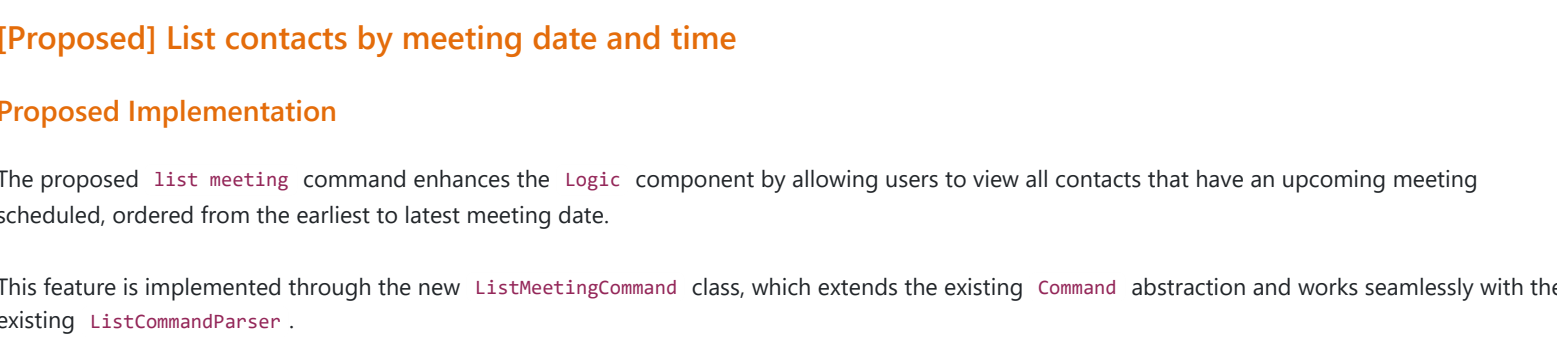 [Proposed] List contacts by meeting date and time
Proposed Implementation
The proposed list meeting command enhances the Logic component by allowing users to view all contacts that have an upcoming meeting
scheduled, ordered from the earliest to latest meeting date.
This feature is implemented through the new ListMeetingCommand class, which extends the existing Command abstraction and works seamlessly with the
existing ListCommandParser .